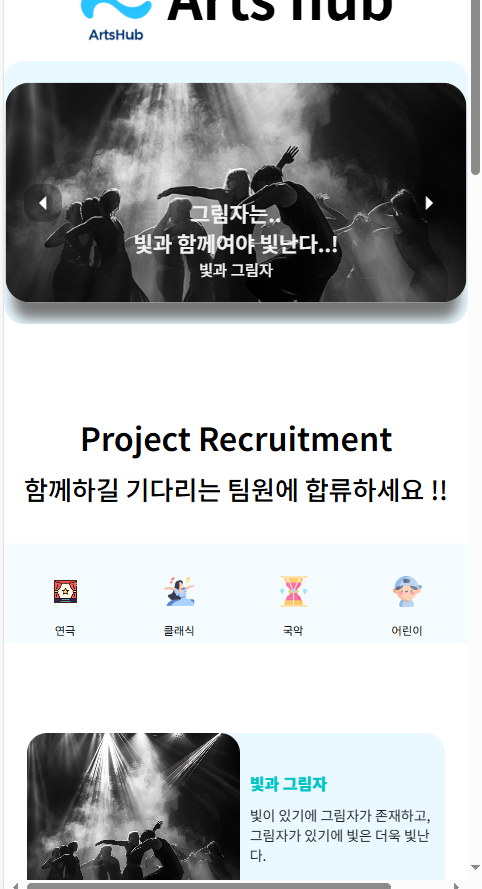 Arts hub
ArtsHub
그림자는..
빛과 함께여야 빛난다..!
빛과 그림자
Project Recruitment
함께하길 기다리는 팀원에 합류하세요 !!
연극
클래식
국악
어린이
빛과 그림자
빛이 있기에 그림자가 존재하고,
그림자가 있기에 빛은 더욱 빛난
다.